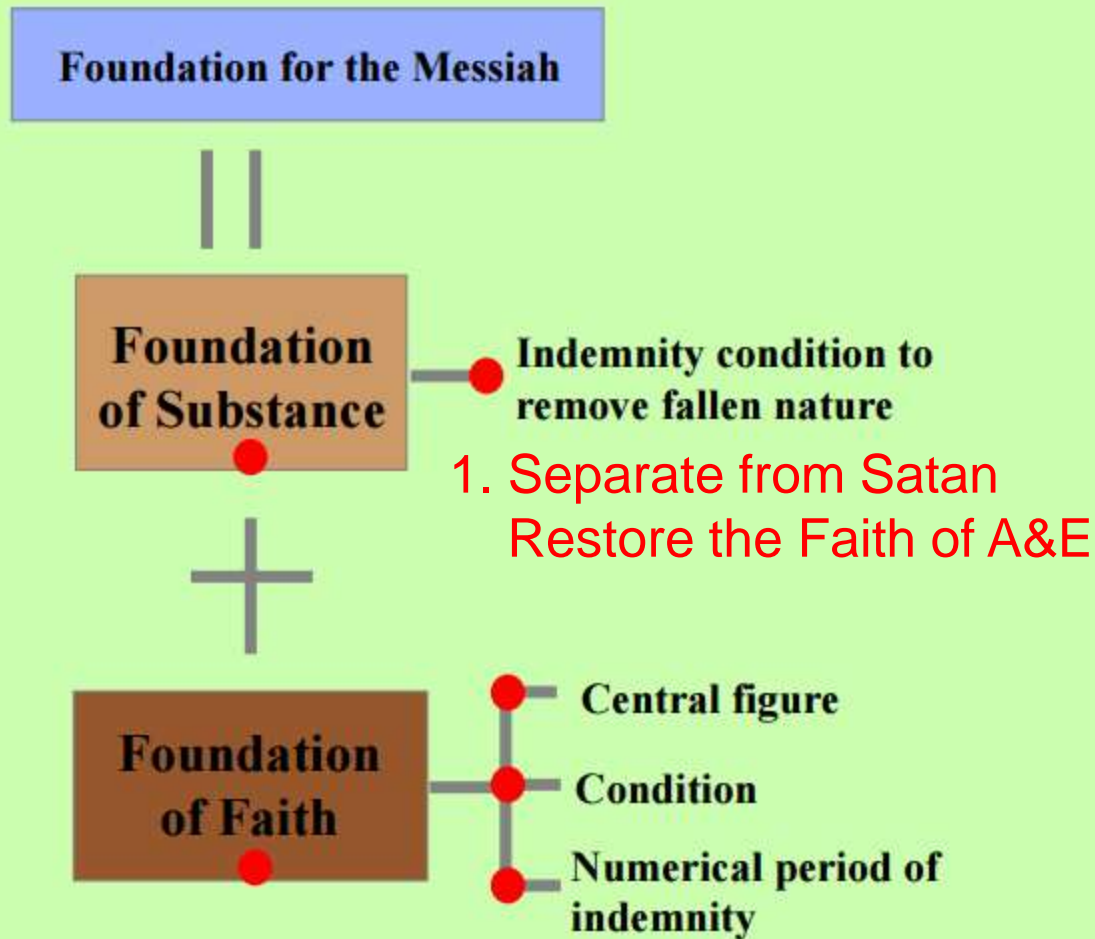 Foundation for the Messiah
Foundation
of Substance
Indemnity condition to
remove fallen nature
1. Separate from Satan
Restore the Faith of A&E
Foundation
of Faith
Central figure
Condition
Numerical period of
indemnity